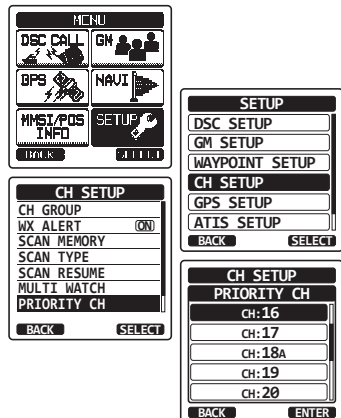 MENU
DSC CALL GM
GPS NAVI
MMSI/POS SETUP
INFO
BACK SELECT
SETUP
DSC SETUP
GM SETUP
WAYPOINT SETUP
CH SETUP
GPS SETUP
ATIS SETUP
BACK SELECT
CH SETUP
CH GROUP
WX ALERT ON
SCAN MEMORY
SCAN TYPE
SCAN RESUME
MULTI WATCH
PRIORITY CH
BACK SELECT
CH SETUP
PRIORITY CH
CH:16
CH:17
CH:18A
CH:19
CH:20
BACK ENTER